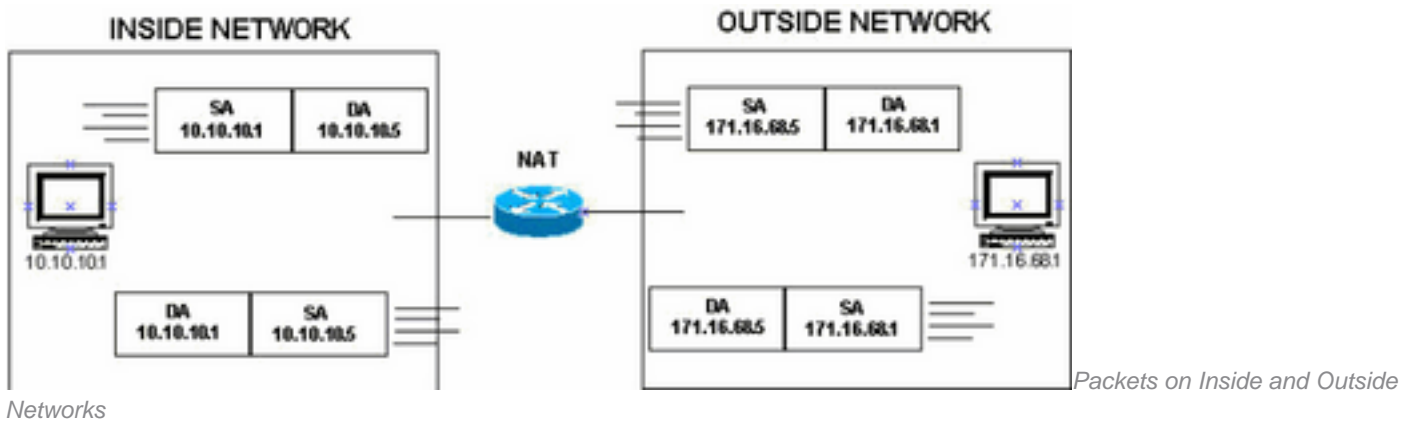 INSIDE NETWORK
OUTSIDE NETWORK
SA
10.10.10.1
DA
10.10.10.5
SA
171.16.68.5
DA
171.16.68.1
NAT
10.10.10.1
171.16.68.1
DA
10.10.10.1
SA
10.10.10.5
DA
171.16.68.5
SA
171.16.68.1
Packets on Inside and Outside
Networks